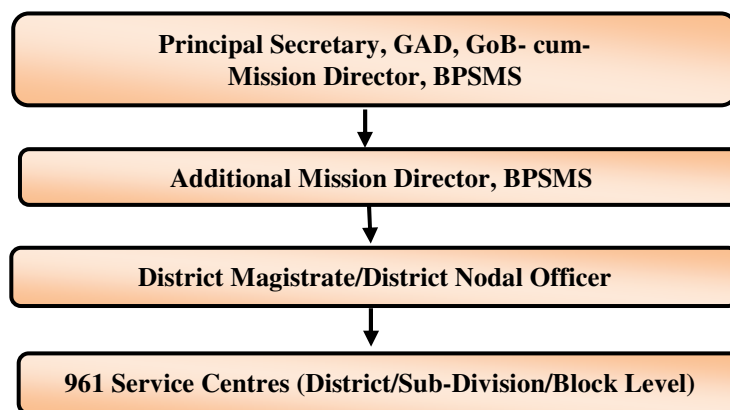 Principal Secretary, GAD, GoB- cum-
Mission Director, BPSMS
Additional Mission Director, BPSMS
District Magistrate/District Nodal Officer
961 Service Centres (District/Sub-Division/Block Level)